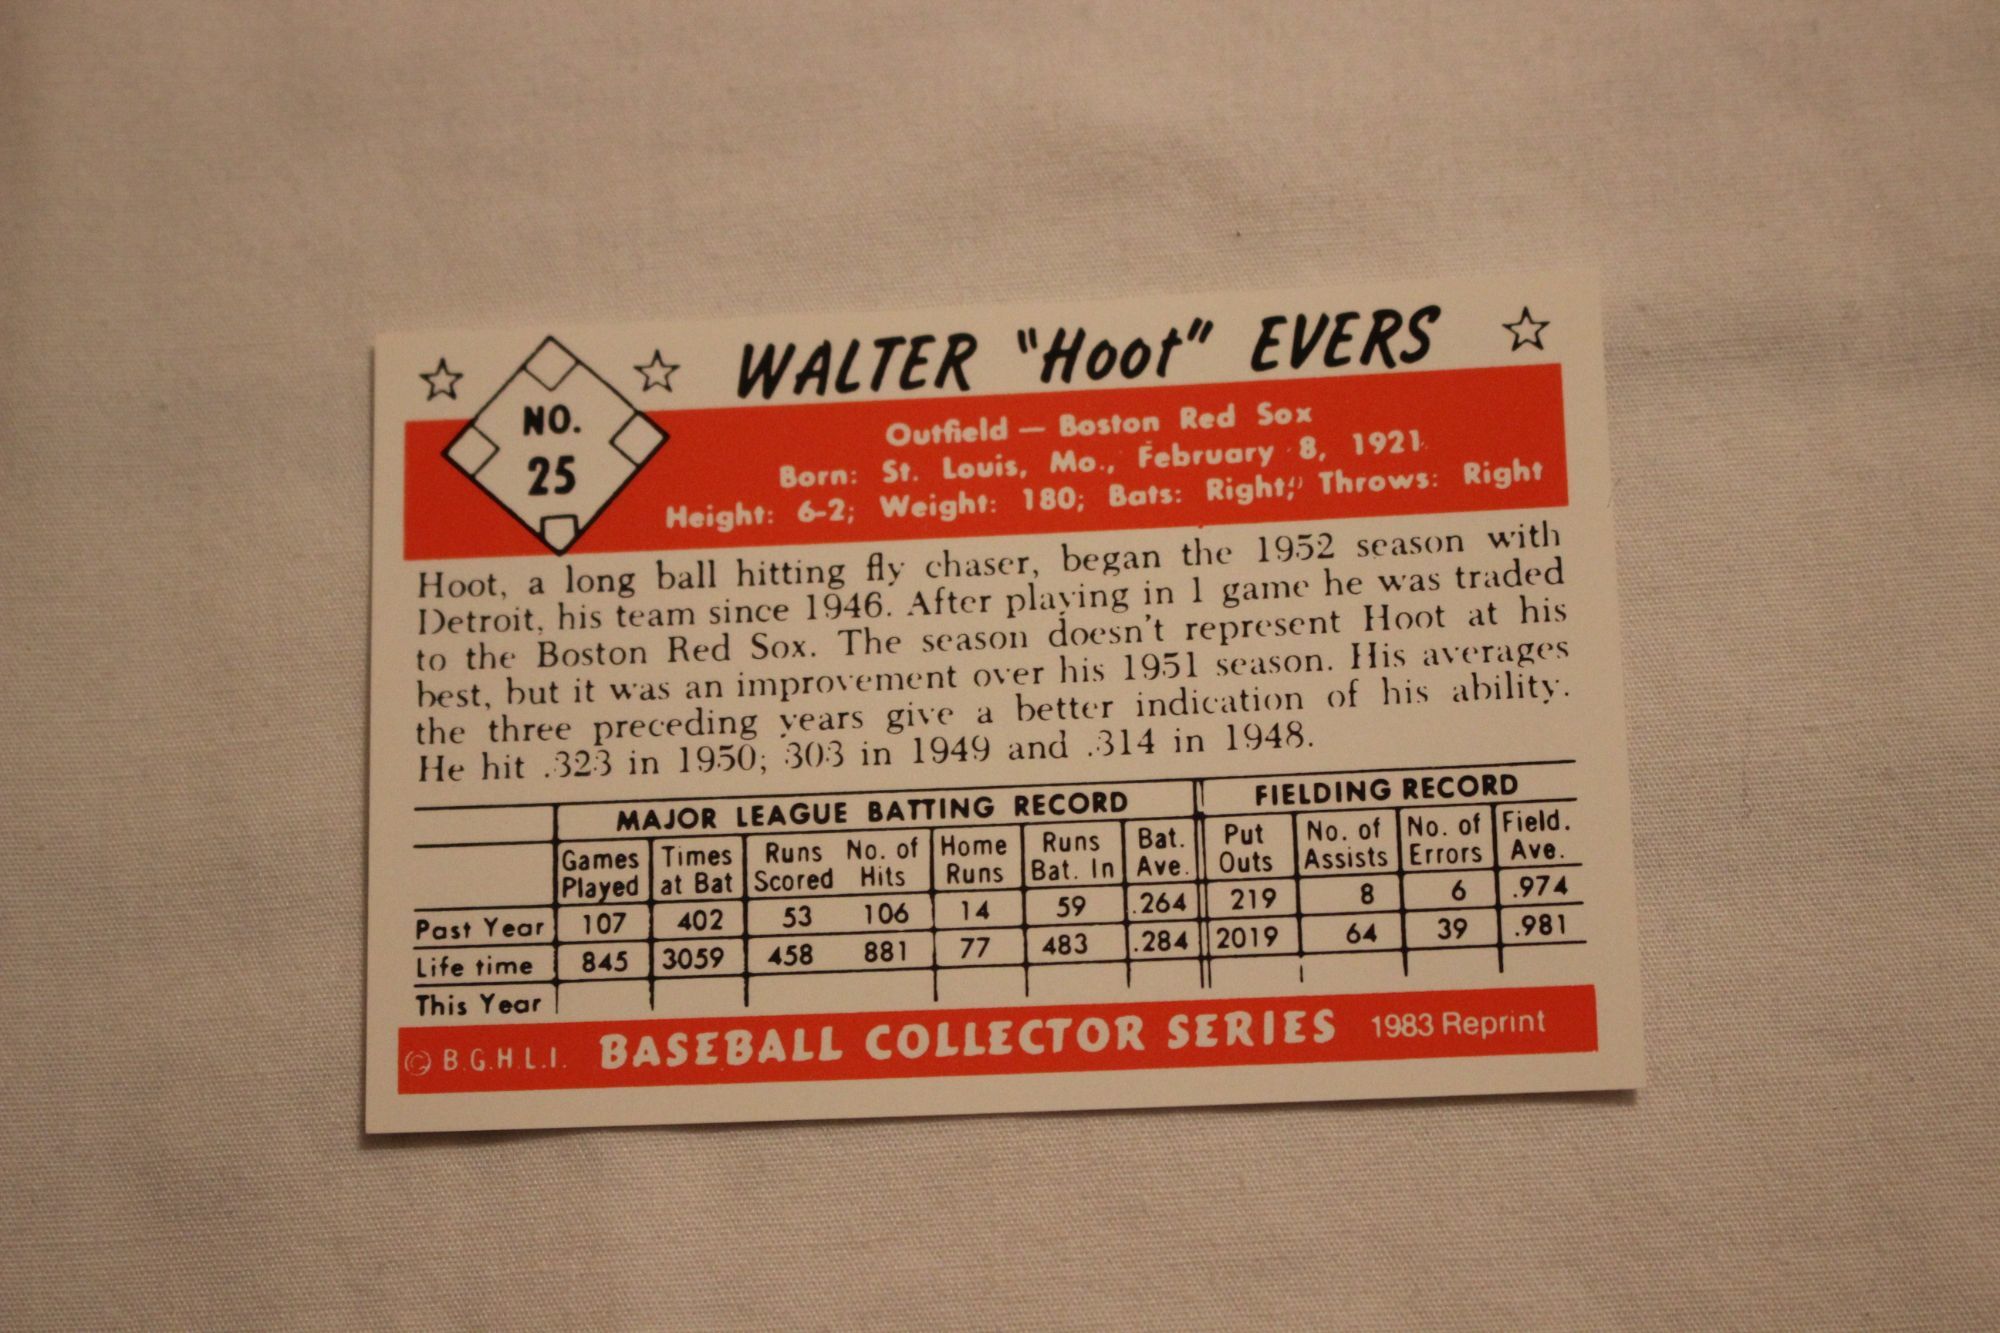 WALTER "Hoot" EVERS
NO.
25
Outfield — Boston Red Sox
Born: St. Louis, Mo., February 8, 1921
Height: 6-2; Weight: 180; Bats: Right; Throws: Right
Hoot, a long ball hitting fly chaser, began the 1952 season with
Detroit, his team since 1946. After playing in 1 game he was traded
to the Boston Red Sox. The season doesn't represent Hoot at his
best, but it was an improvement over his 1951 season. His averages
the three preceding years give a better indication of his ability.
He hit .323 in 1950; 303 in 1949 and .314 in 1948.
MAJOR LEAGUE BATTING RECORD FIELDING RECORD
Games Times Runs No. of Home Runs Bat. Put No. of No. of Field.
Played at Bat Scored Hits Runs Bat. In Ave. Outs Assists Errors Ave.
Past Year 107 402 53 106 14 59 .264 219 8 6 .974
Life time 845 3059 458 881 77 483 .284 2019 64 39 .981
This Year
© B.G.H.L.I. BASEBALL COLLECTOR SERIES 1983 Reprint